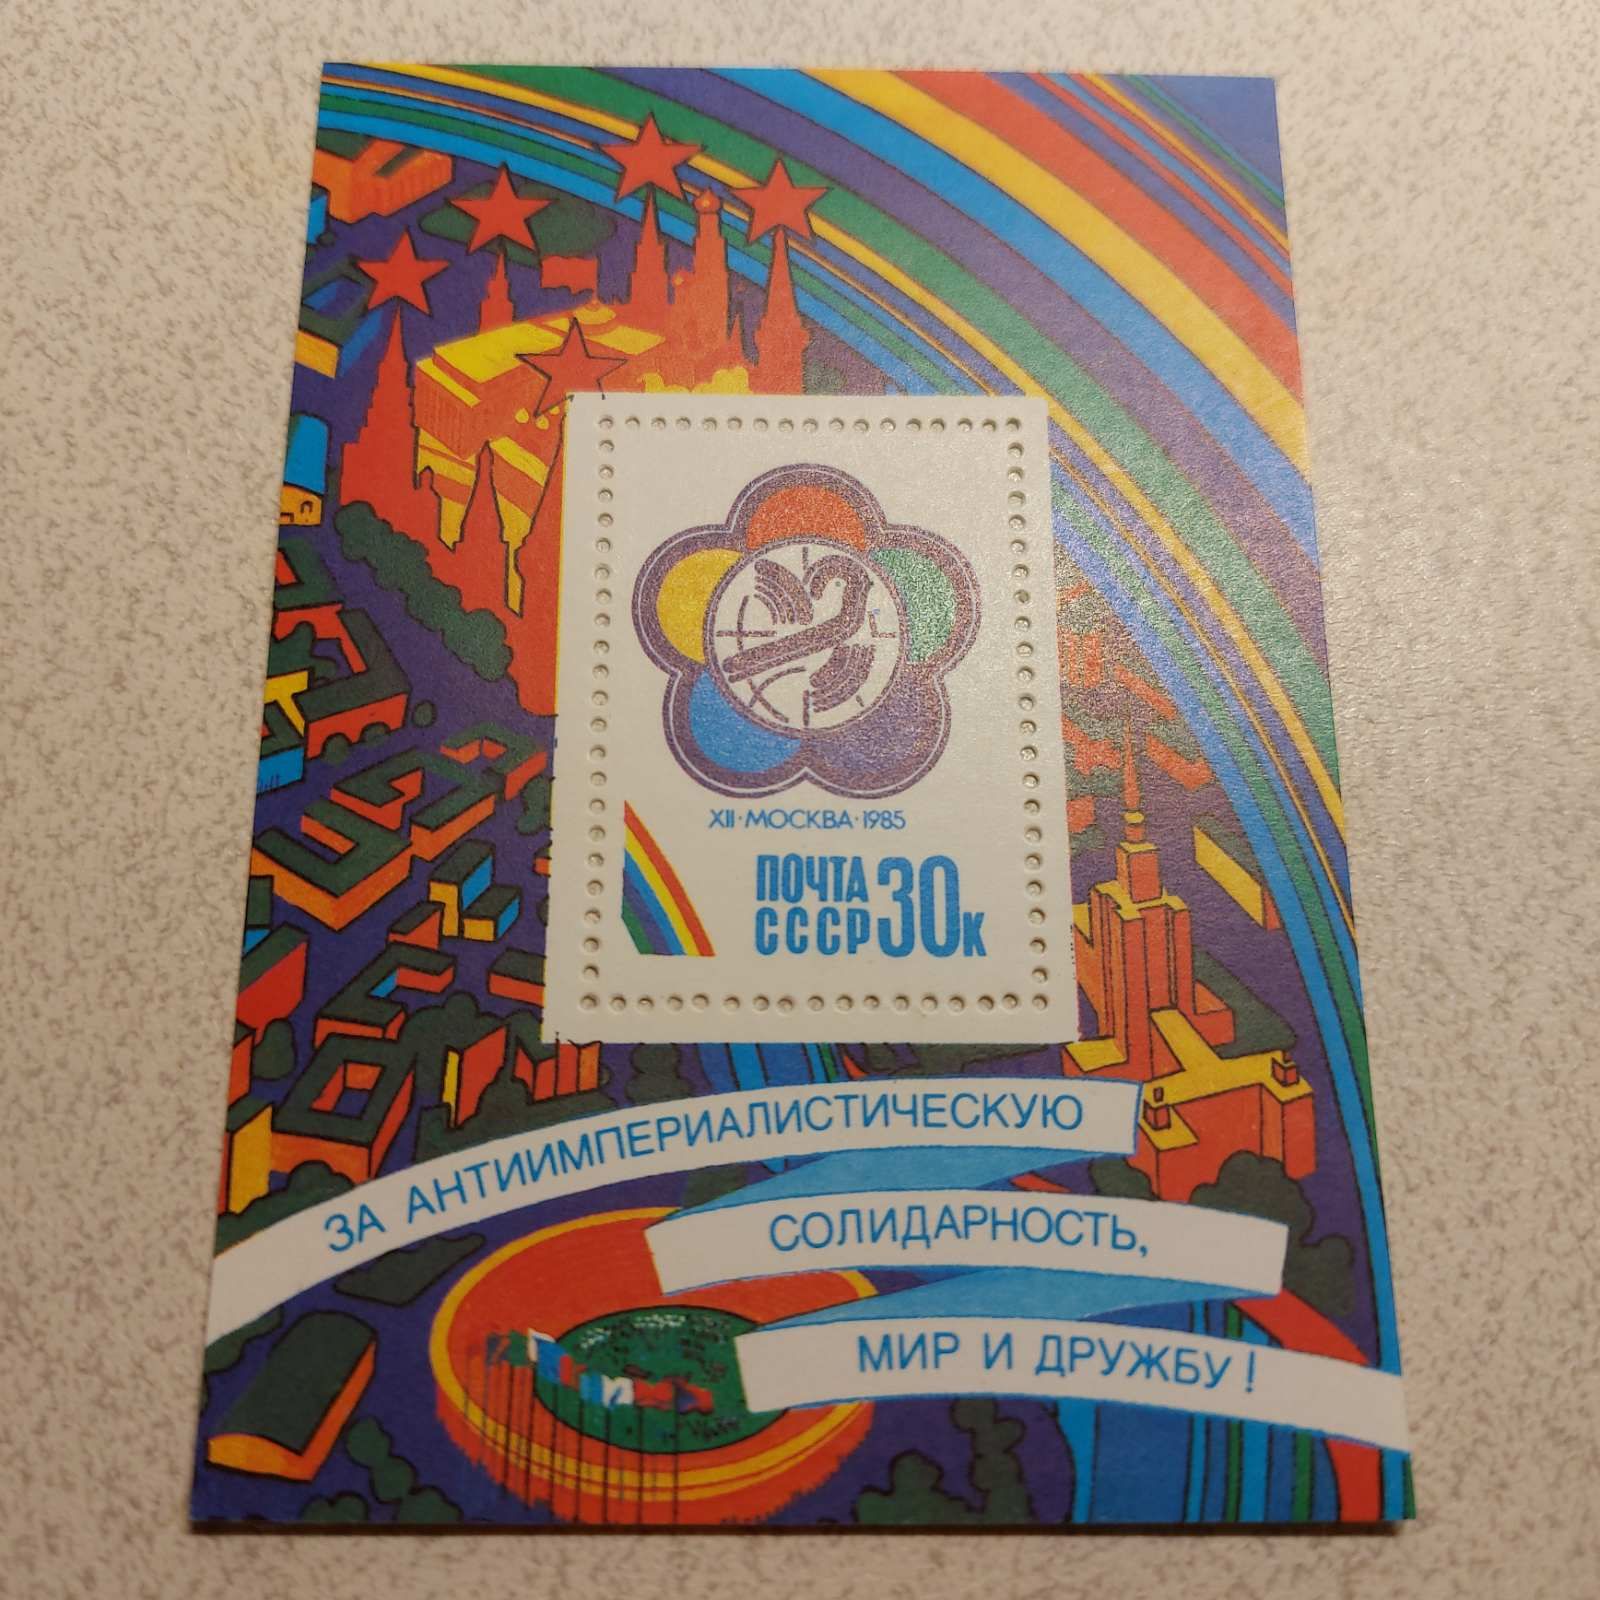 XII·МОСКВА·1985
ПОЧТА
СССР 30к
ЗА АНТИИМПЕРИАЛИСТИЧЕСКУЮ
СОЛИДАРНОСТЬ,
МИР И ДРУЖБУ!